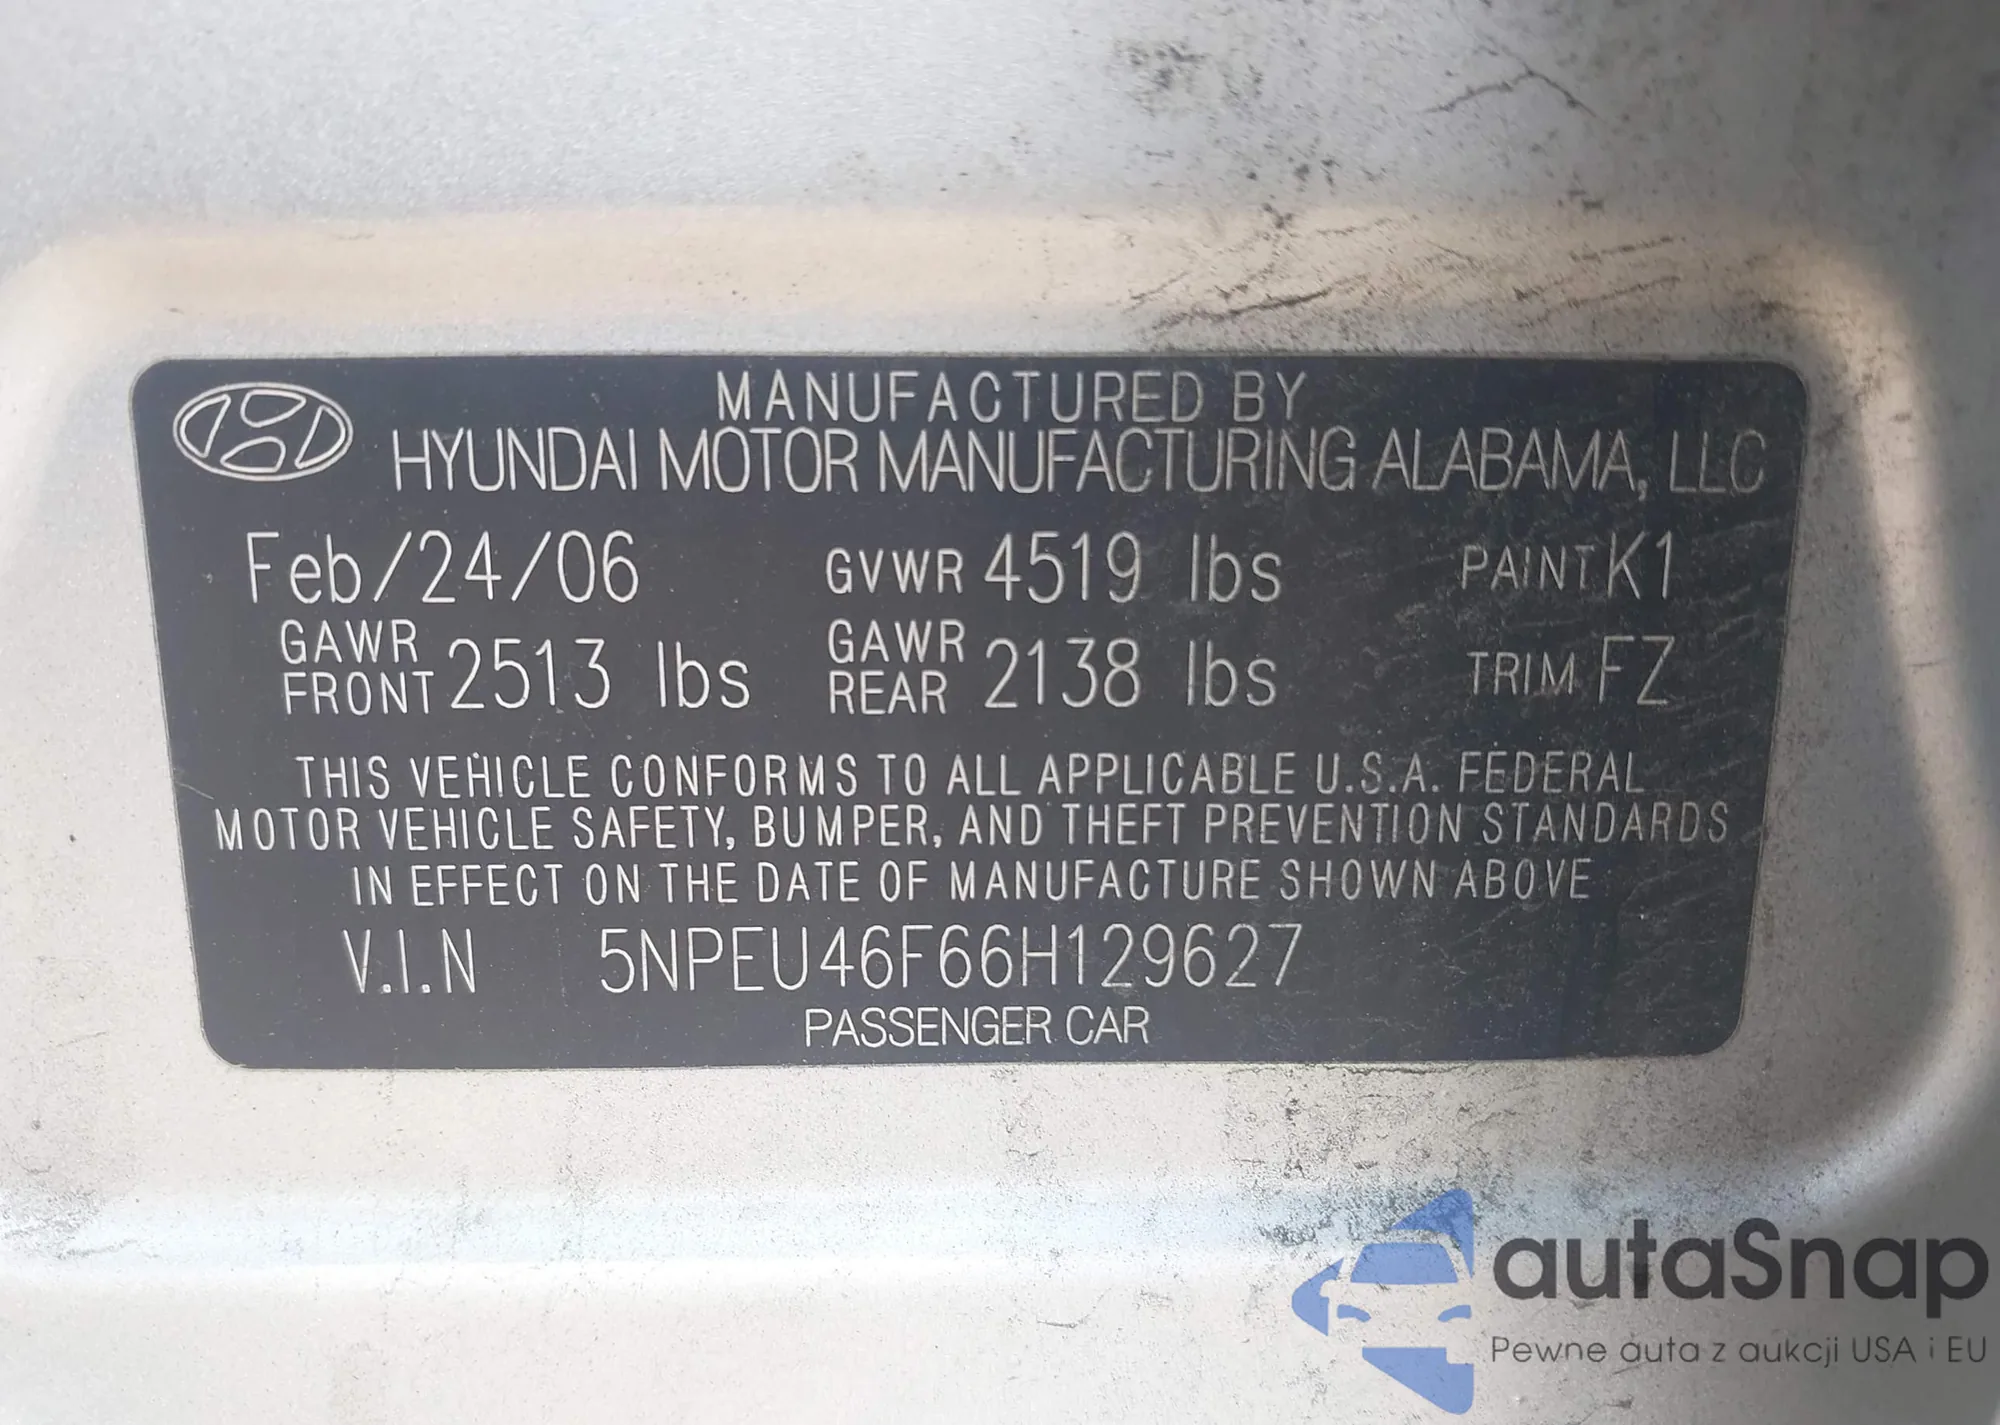 MANUFACTURED BY
HYUNDAI MOTOR MANUFACTURING ALABAMA, LLC
Feb/24/06 GVWR 4519 lbs PAINT K1
GAWR FRONT 2513 lbs GAWR REAR 2138 lbs TRIM FZ
THIS VEHICLE CONFORMS TO ALL APPLICABLE U.S.A. FEDERAL
MOTOR VEHICLE SAFETY, BUMPER, AND THEFT PREVENTION STANDARDS
IN EFFECT ON THE DATE OF MANUFACTURE SHOWN ABOVE
V.I.N 5NPEU46F66H129627
PASSENGER CAR
autaSnap
Pewne auta z aukcji USA i EU